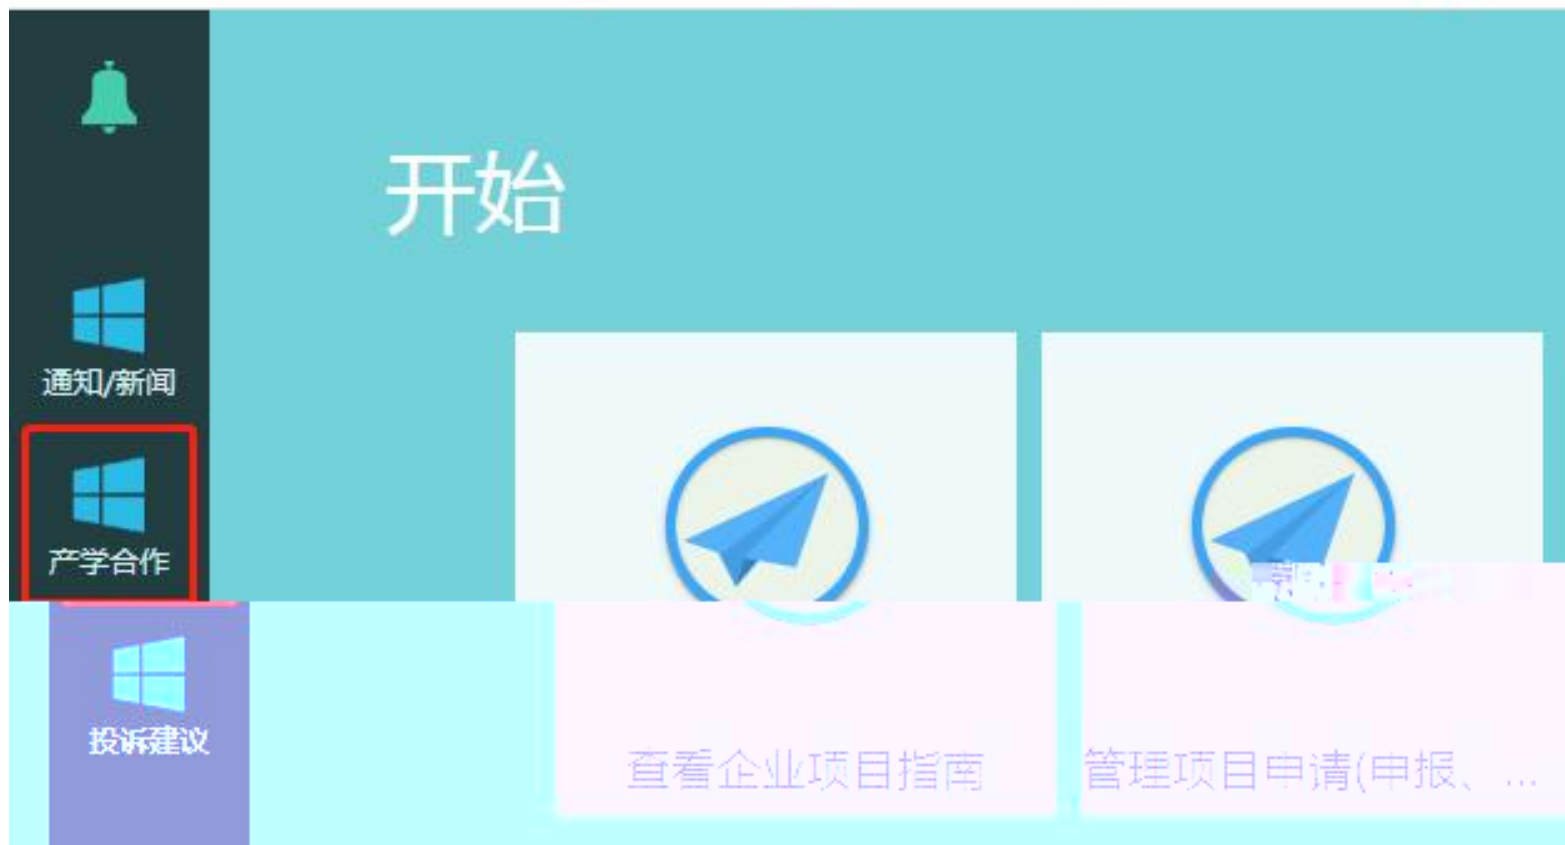 开始
通知/新闻
产学合作
投诉建议
查看企业项目指南
管理项目申请(申报、...